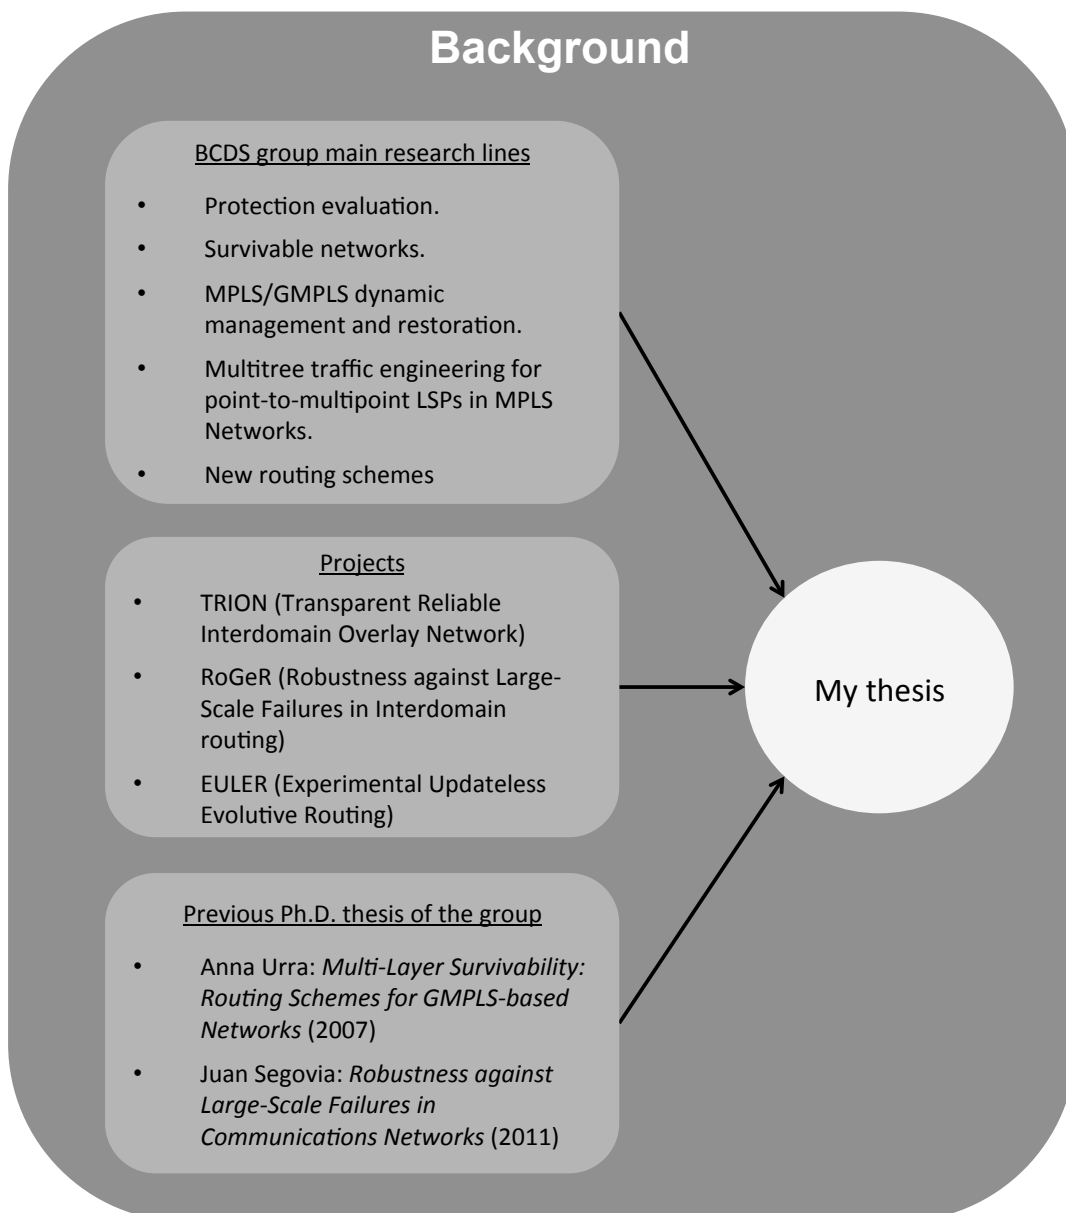 Background
BCDS group main research lines
• Protection evaluation.
• Survivable networks.
• MPLS/GMPLS dynamic
management and restoration.
• Multitree traffic engineering for
point-to-multipoint LSPs in MPLS
Networks.
• New routing schemes
Projects
• TRION (Transparent Reliable
Interdomain Overlay Network)
• RoGeR (Robustness against Large-
Scale Failures in Interdomain
routing)
• EULER (Experimental Updateless
Evolutive Routing)
Previous Ph.D. thesis of the group
• Anna Urra: Multi-Layer Survivability:
Routing Schemes for GMPLS-based
Networks (2007)
• Juan Segovia: Robustness against
Large-Scale Failures in
Communications Networks (2011)
My thesis